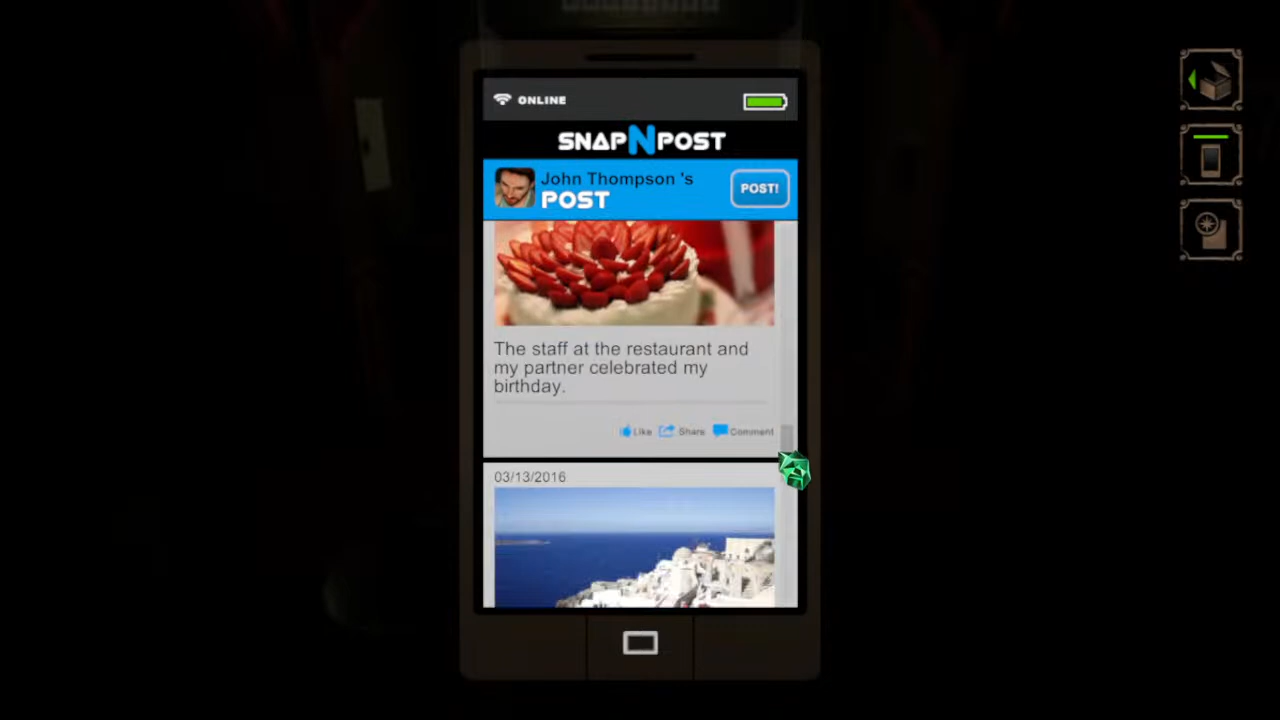 ONLINE
SNAPNPOST
John Thompson 's
POST
POST!
The staff at the restaurant and
my partner celebrated my
birthday.
Like Share Comment
03/13/2016